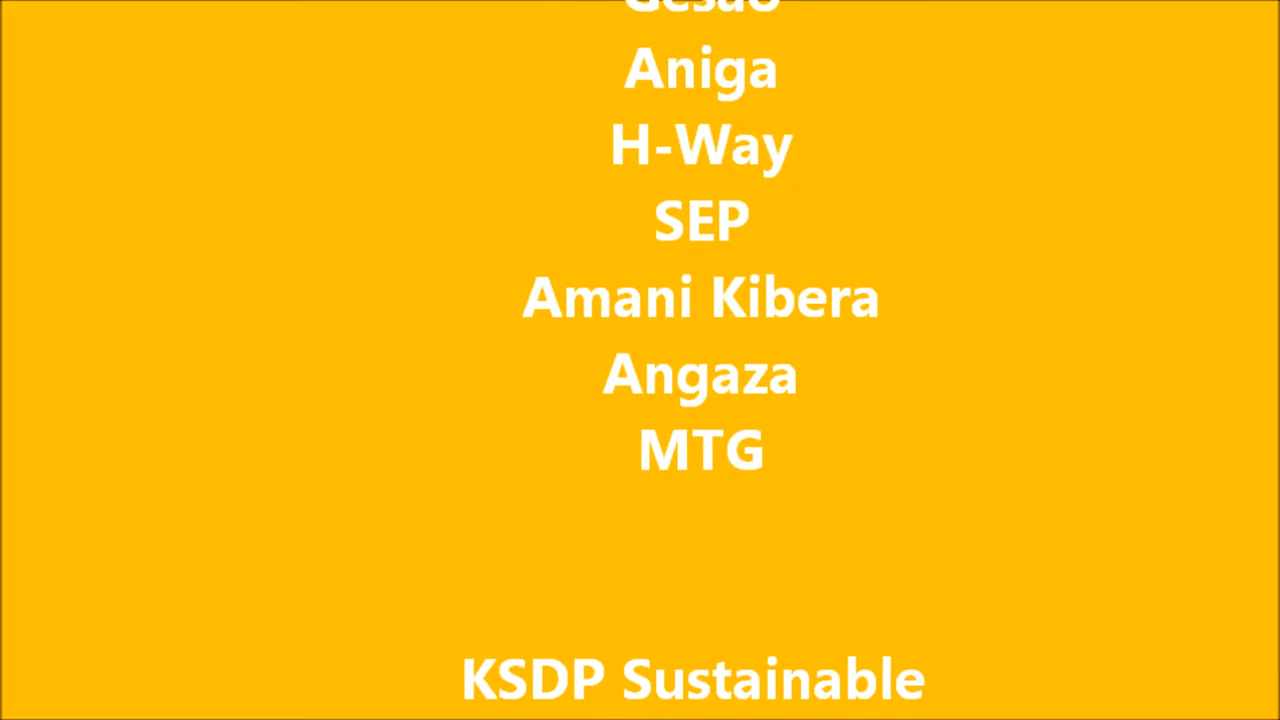 Aniga
H-Way
SEP
Amani Kibera
Angaza
MTG
KSDP Sustainable